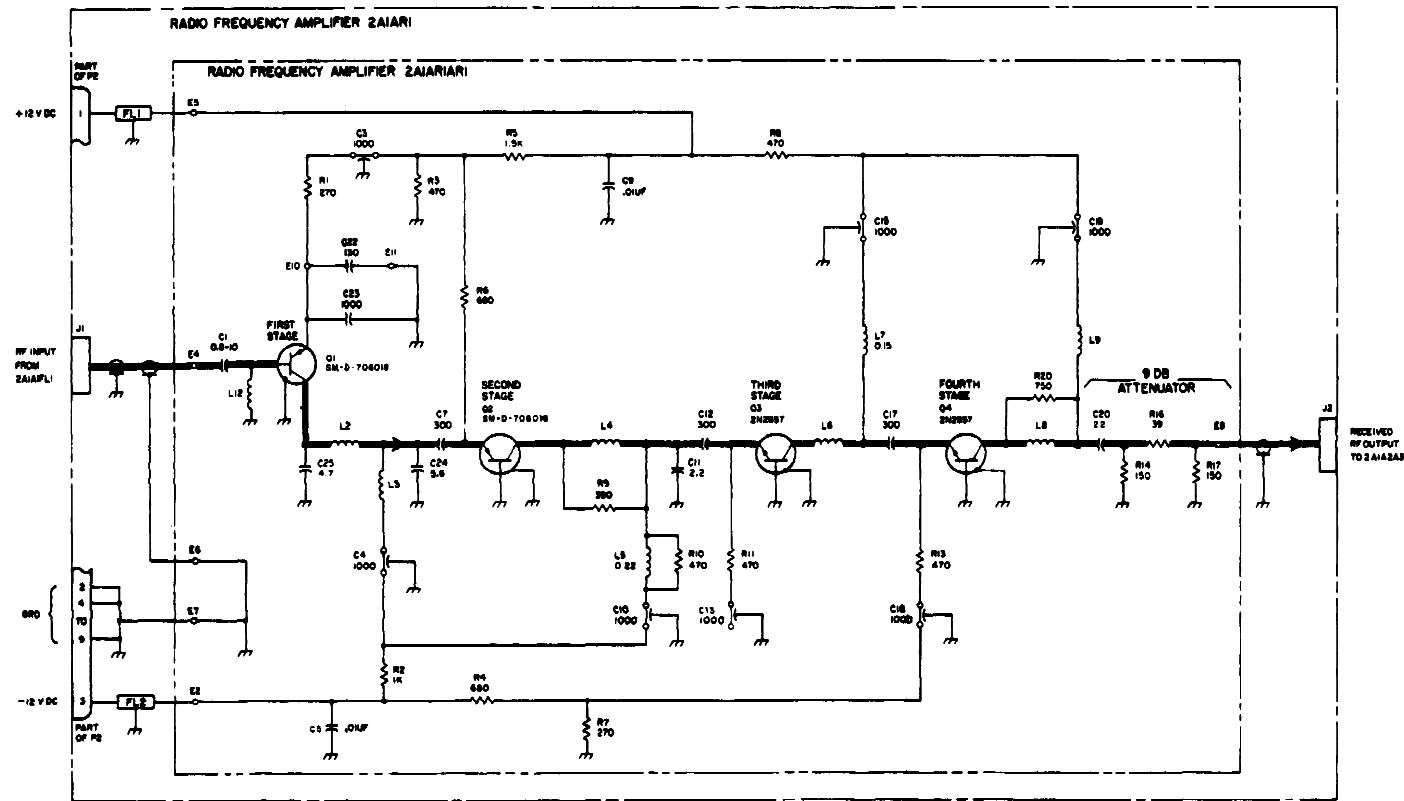 RADIO FREQUENCY AMPLIFIER 2A1AR1
RADIO FREQUENCY AMPLIFIER 2A1AR1AR1
PART
OF P2
+12 V DC
1
FL1
E5
C3
1000
R5
1.5K
R8
470
R1
270
R3
470
C9
.01UF
C15
1000
C19
1000
C22
130
E11
E10
C23
1000
R6
680
FIRST
STAGE
Q1
SM-D-706018
J1
RF INPUT
FROM
2A1A1FL1
E4
C1
0.8-10
L12
L7
0.15
L9
SECOND
STAGE
Q2
SM-D-706018
THIRD
STAGE
Q3
2N2857
FOURTH
STAGE
Q4
2N2857
R20
750
9 DB
ATTENUATOR
L2
C7
300
L4
C12
300
L6
C17
300
L8
C20
22
R16
39
E8
J2
RECEIVED
RF OUTPUT
TO 2A1A2A3
C25
4.7
L3
C24
5.6
R9
390
C11
2.2
R14
150
R17
150
C4
1000
L5
0.22
R10
470
R11
470
R13
470
E6
C10
1000
C13
1000
C18
1000
GRD
2
4
TO
9
E7
R2
1K
R4
680
-12 V DC
3
FL2
E2
C5
.01UF
R7
270
PART
OF P2